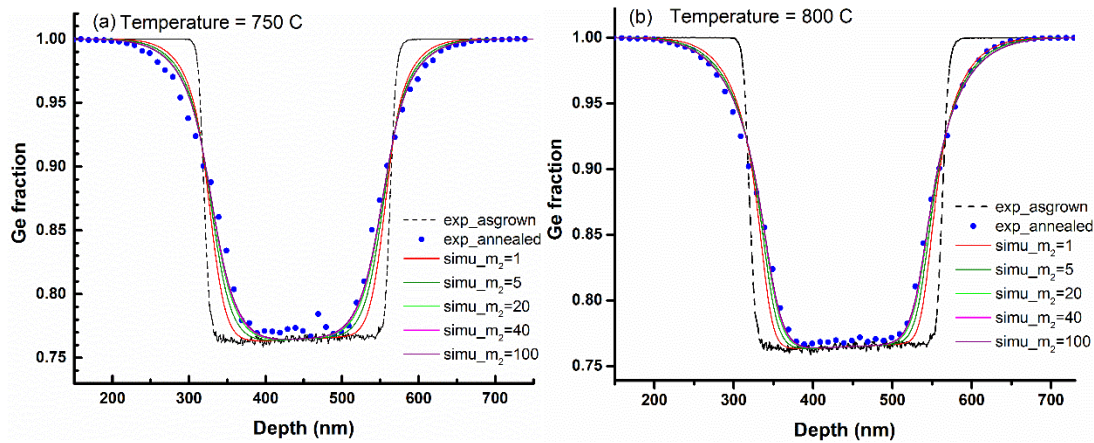 (a) Temperature = 750 C
1.00
0.95
0.90
0.85
0.80
0.75
Ge fraction
exp_asgrown
exp_annealed
simu_m2=1
simu_m2=5
simu_m2=20
simu_m2=40
simu_m2=100
200 300 400 500 600 700
Depth (nm)
(b) Temperature = 800 C
1.00
0.95
0.90
0.85
0.80
0.75
Ge fraction
exp_asgrown
exp_annealed
simu_m2=1
simu_m2=5
simu_m2=20
simu_m2=40
simu_m2=100
200 300 400 500 600 700
Depth (nm)